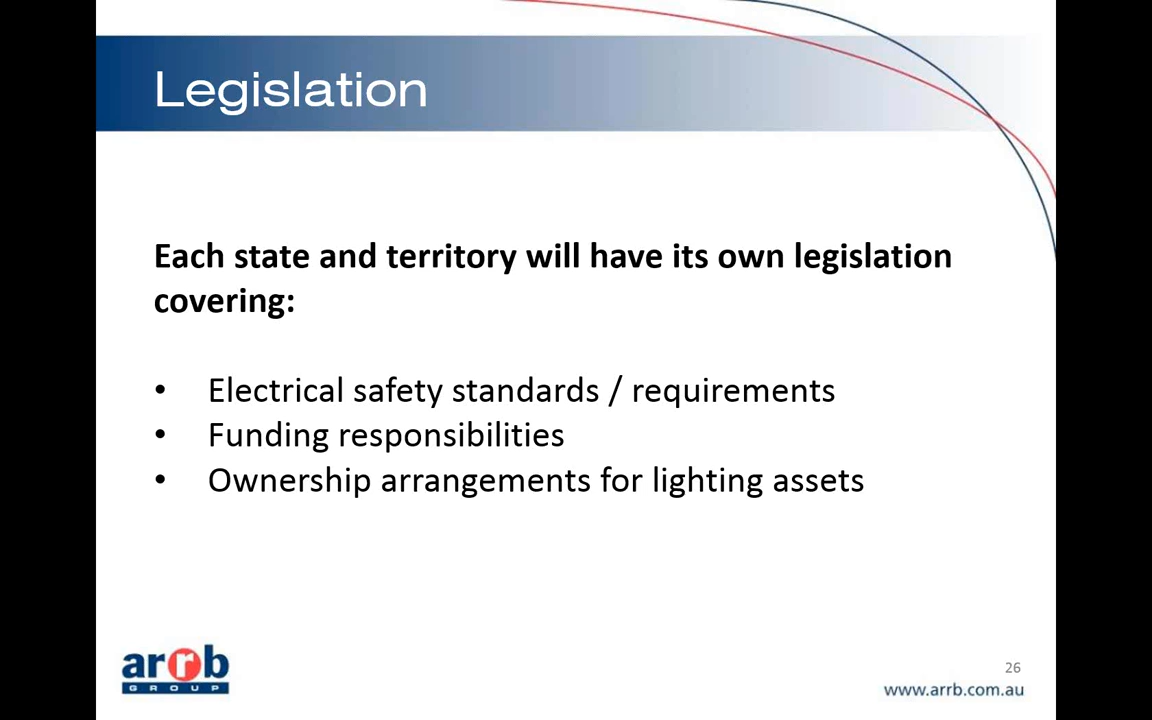 Legislation
Each state and territory will have its own legislation
covering:
• Electrical safety standards / requirements
• Funding responsibilities
• Ownership arrangements for lighting assets
arrb
GROUP
26
www.arrb.com.au